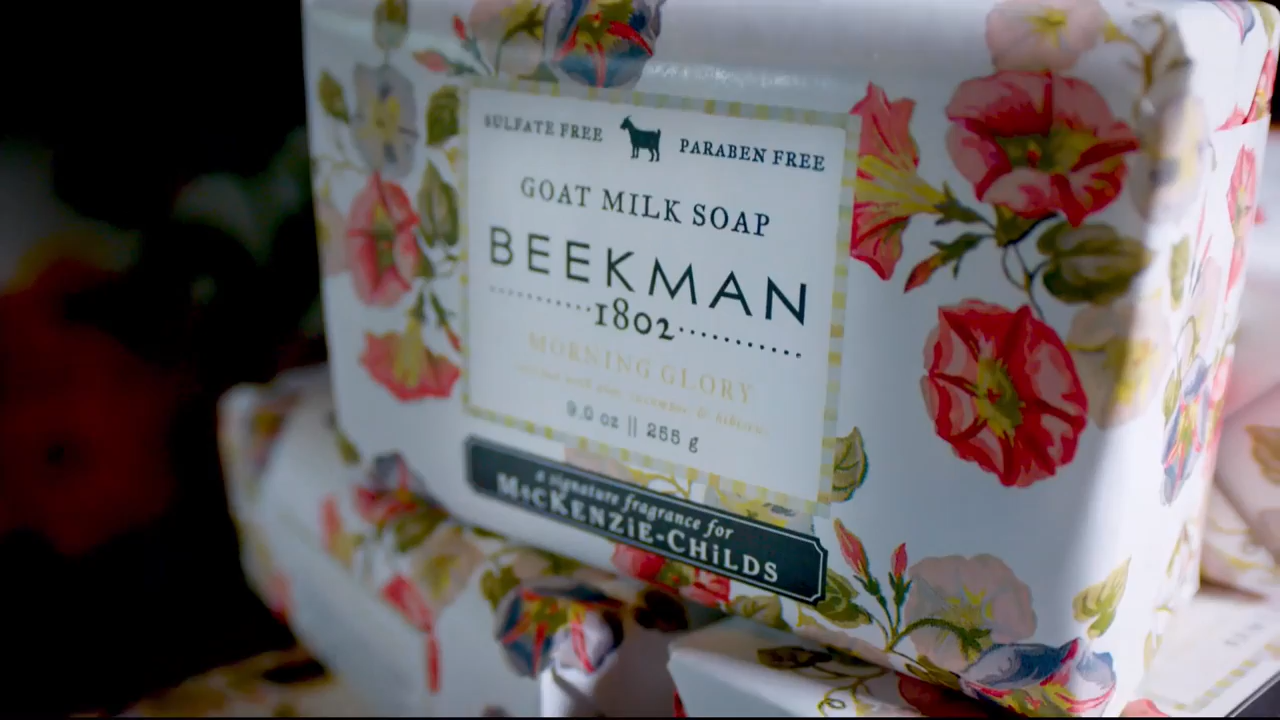 SULFATE FREE PARABEN FREE
GOAT MILK SOAP
BEEKMAN
1802
MORNING GLORY
9.0 oz || 255 g
a signature fragrance for
MacKENZiE-CHiLDS